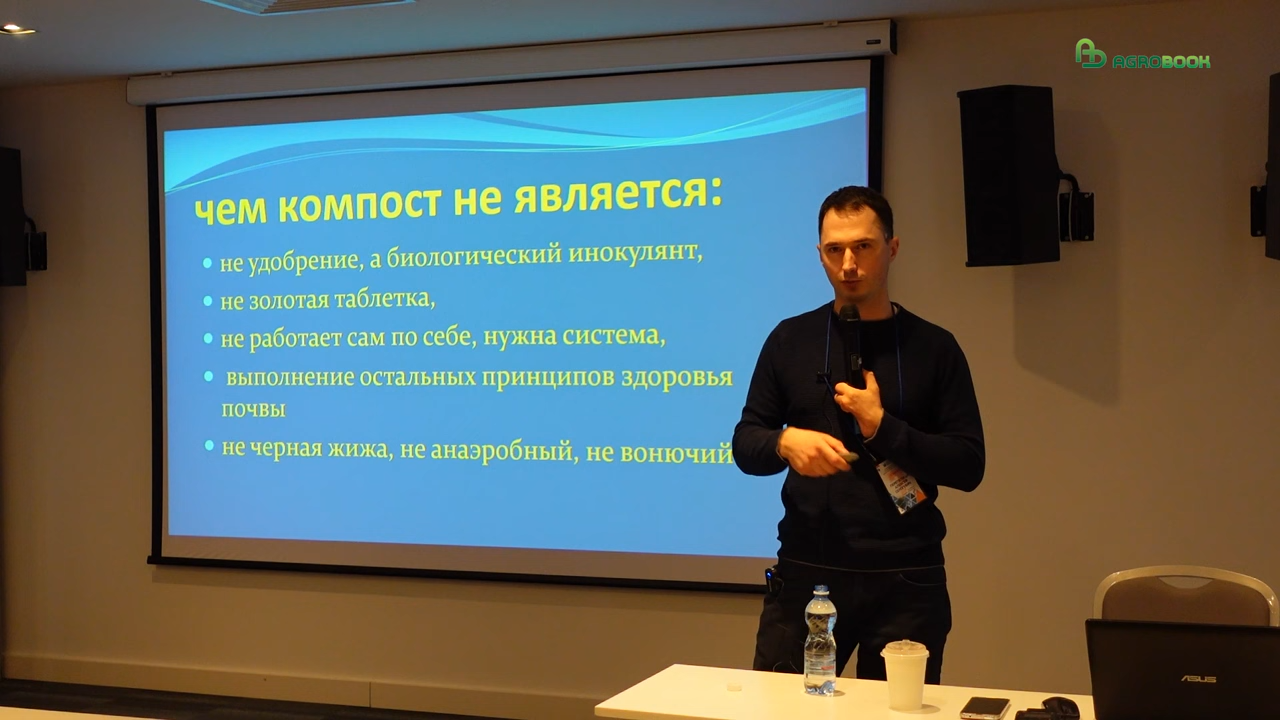 AGROBOOK
чем компост не является:
не удобрение, а биологический инокулянт,
не золотая таблетка,
не работает сам по себе, нужна система,
выполнение остальных принципов здоровья
почвы
не черная жижа, не анаэробный, не вонючий
ASUS